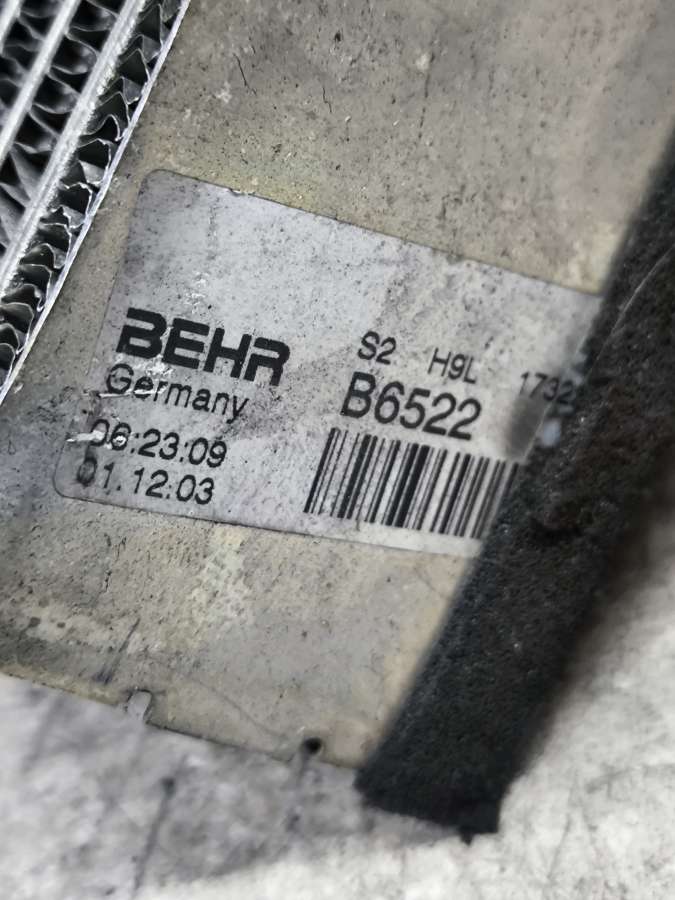 BEHR
Germany
06:23:09
01.12.03
S2 H9L 1732
B6522